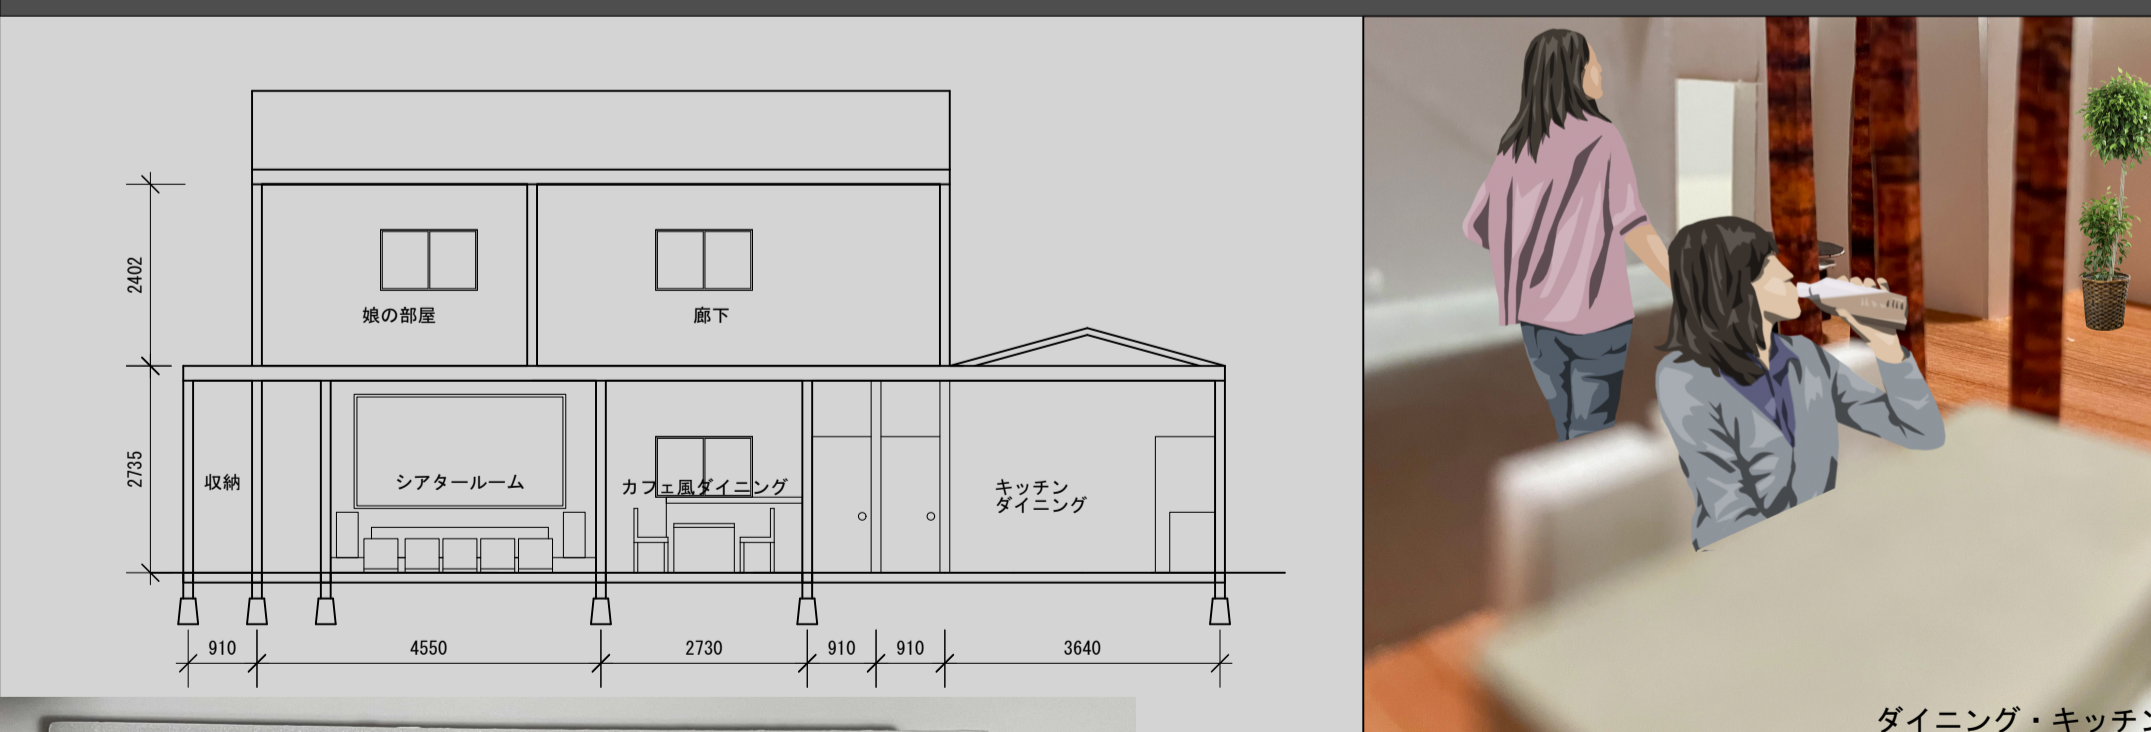 2402
娘の部屋
廊下
2735
収納
シアタールーム
カフェ風ダイニング
キッチン
ダイニング
910
4550
2730
910
910
3640
ダイニング・キッチン